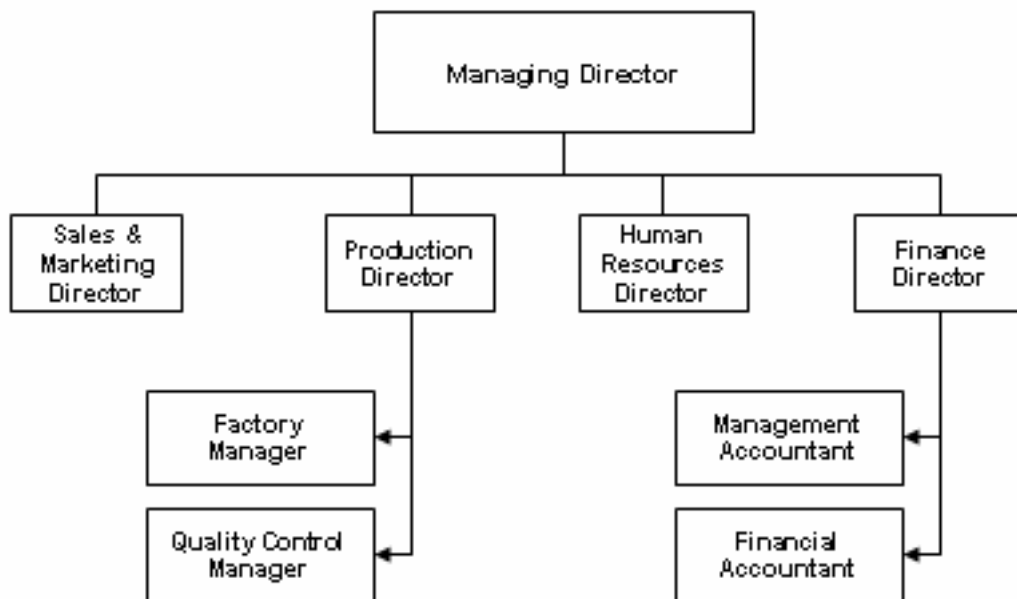 Managing Director
Sales &
Marketing
Director
Production
Director
Human
Resources
Director
Finance
Director
Factory
Manager
Management
Accountant
Quality Control
Manager
Financial
Accountant